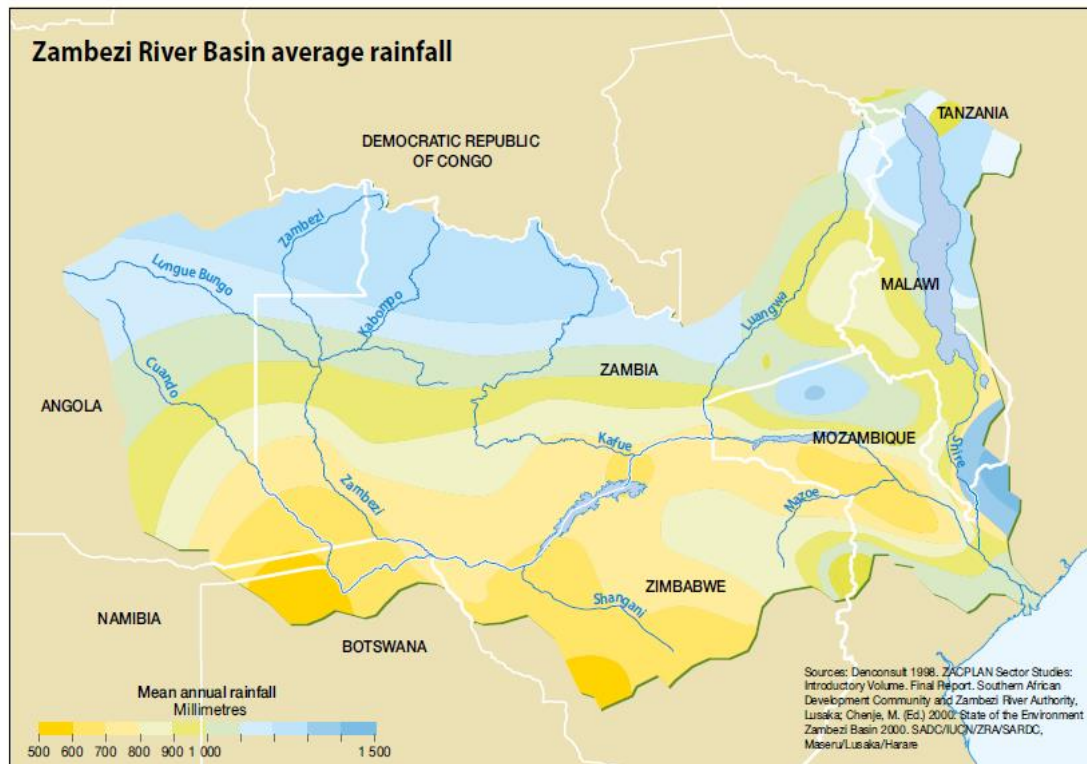 Zambezi River Basin average rainfall
TANZANIA
DEMOCRATIC REPUBLIC
OF CONGO
Zambezi
Lungue Bungo
Kabompo
Luangwa
MALAWI
Cuando
ZAMBIA
ANGOLA
Kafue
MOZAMBIQUE
Shire
Zambezi
Mazoe
ZIMBABWE
Shangani
NAMIBIA
BOTSWANA
Mean annual rainfall
Millimetres
500 600 700 800 900 1 000 1 500
Sources: Denconsult 1998. ZACPLAN Sector Studies:
Introductory Volume. Final Report. Southern African
Development Community and Zambezi River Authority,
Lusaka; Chenje, M. (Ed.) 2000. State of the Environment
Zambezi Basin 2000. SADC/IUCN/ZRA/SARDC,
Maseru/Lusaka/Harare